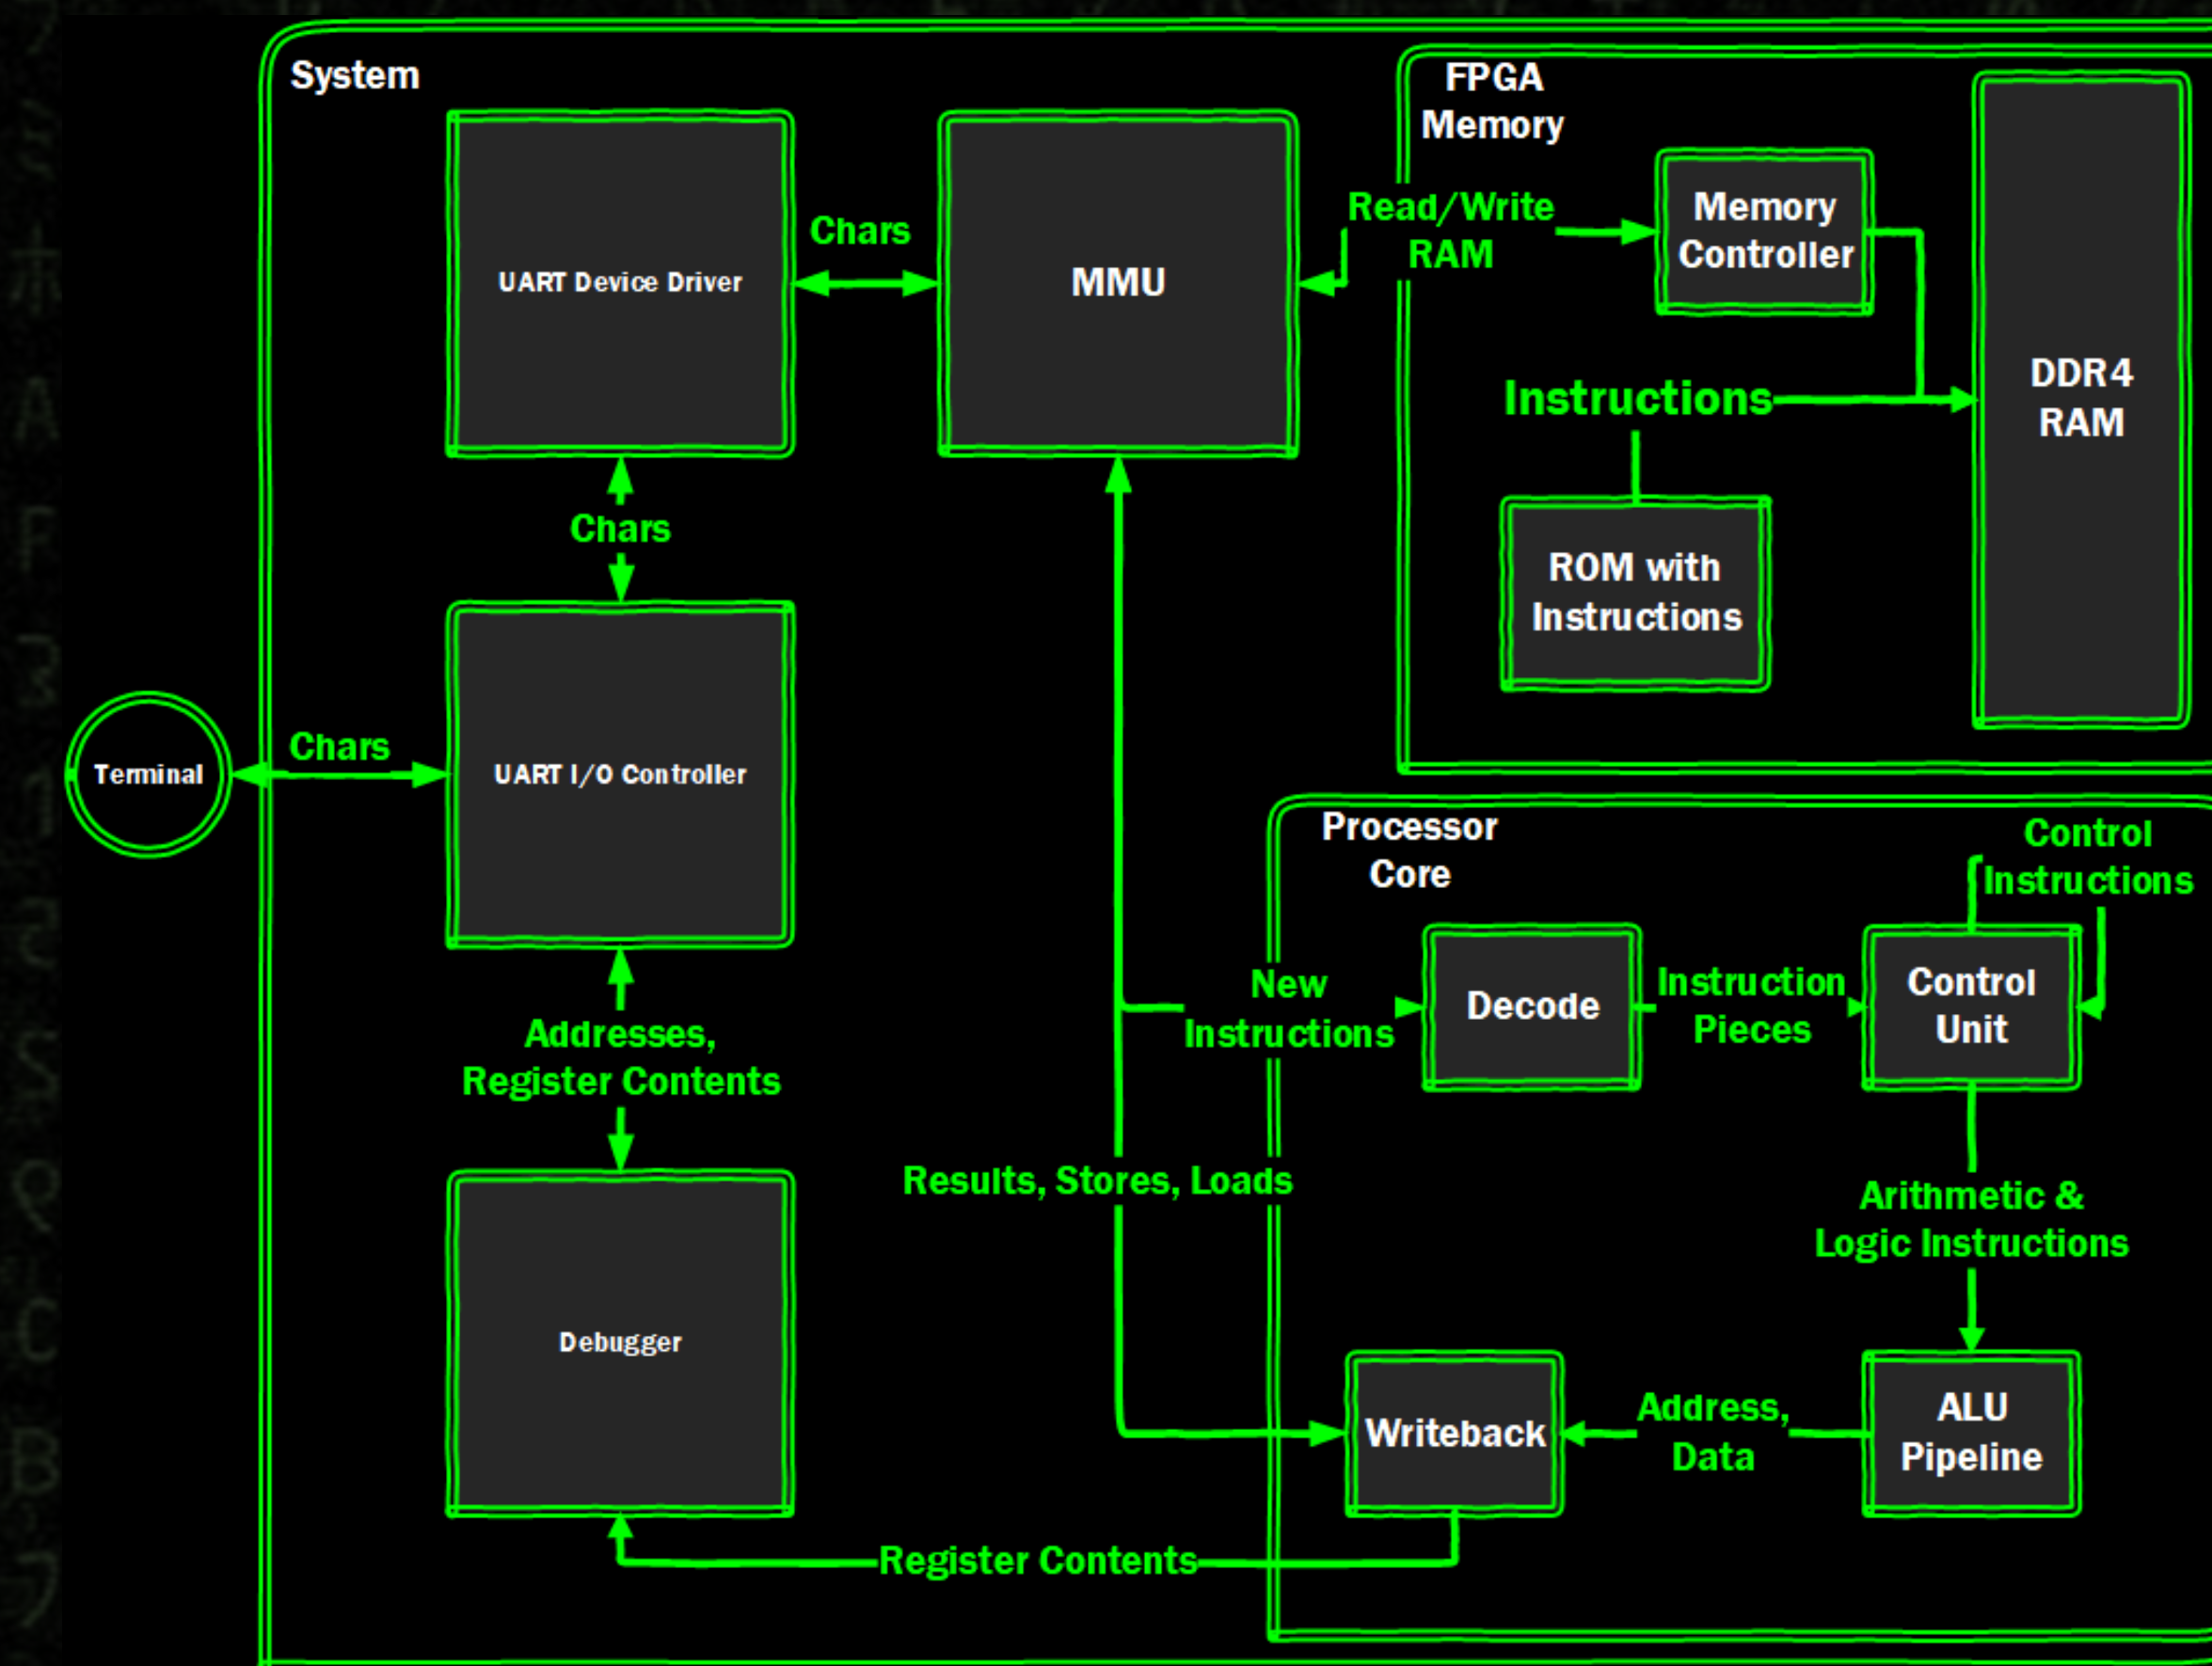 System
FPGA
Memory
UART Device Driver
Chars
MMU
Read/Write
RAM
Memory
Controller
Instructions
DDR4
RAM
Chars
ROM with
Instructions
Terminal
Chars
UART I/O Controller
Processor
Core
Control
Instructions
New
Instructions
Decode
Instruction
Pieces
Control
Unit
Addresses,
Register Contents
Results, Stores, Loads
Arithmetic &
Logic Instructions
Debugger
Writeback
Address,
Data
ALU
Pipeline
Register Contents